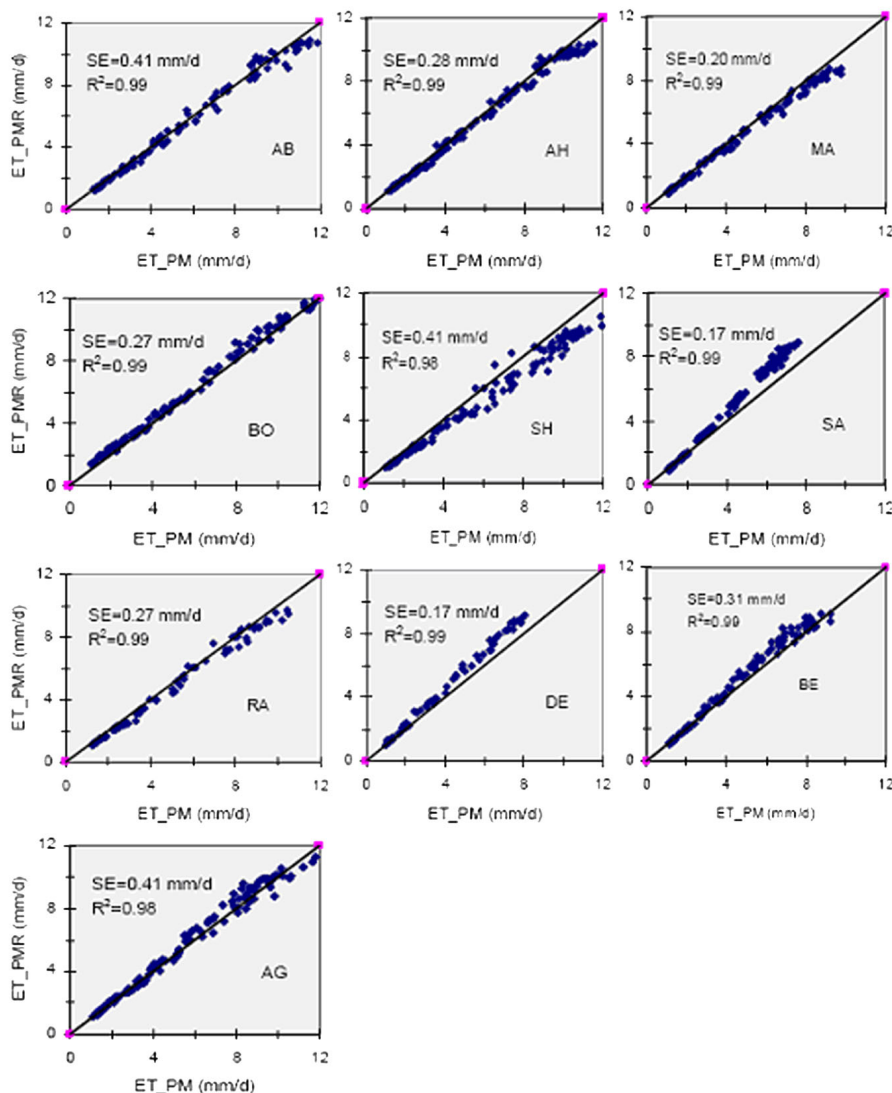 12
8
4
0
ET_PMR (mm/d)
SE=0.41 mm/d
R²=0.99
AB
0 4 8 12
ET_PM (mm/d)
12
8
4
0
SE=0.28 mm/d
R²=0.99
AH
0 4 8 12
ET_PM (mm/d)
12
8
4
0
SE=0.20 mm/d
R²=0.99
MA
0 4 8 12
ET_PM (mm/d)
12
8
4
0
ET_PMR (mm/d)
SE=0.27 mm/d
R²=0.99
BO
0 4 8 12
ET_PM (mm/d)
12
8
4
0
SE=0.41 mm/d
R²=0.98
SH
0 4 8 12
ET_PM (mm/d)
12
8
4
0
SE=0.17 mm/d
R²=0.99
SA
0 4 8 12
ET_PM (mm/d)
12
8
4
0
ET_PMR (mm/d)
SE=0.27 mm/d
R²=0.99
RA
0 4 8 12
ET_PM (mm/d)
12
8
4
0
SE=0.17 mm/d
R²=0.99
DE
0 4 8 12
ET_PM (mm/d)
12
8
4
0
SE=0.31 mm/d
R²=0.99
BE
0 4 8 12
ET_PM (mm/d)
12
8
4
0
ET_PMR (mm/d)
SE=0.41 mm/d
R²=0.98
AG
0 4 8 12
ET_PM (mm/d)